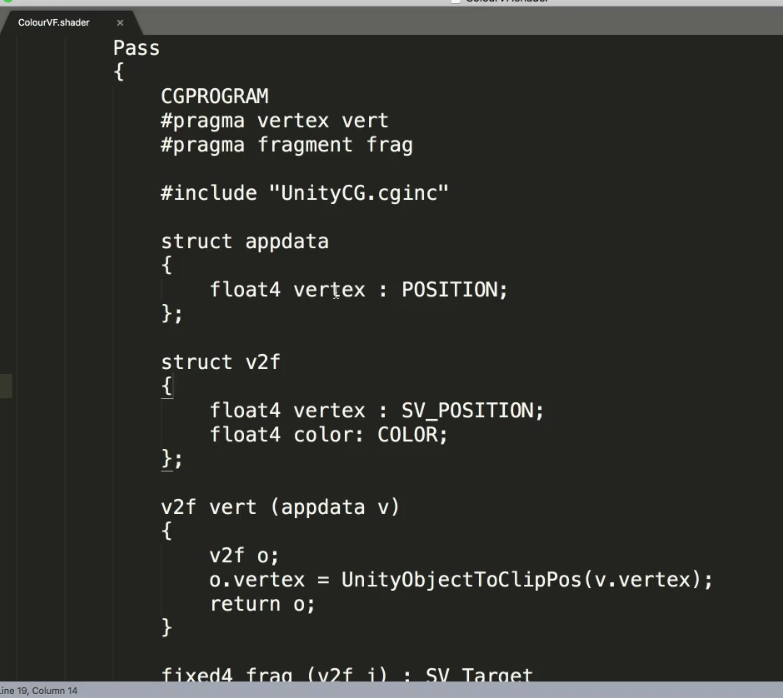 ColourVF.shader
ColourVF.shader ×
Pass
{
CGPROGRAM
#pragma vertex vert
#pragma fragment frag
#include "UnityCG.cginc"
struct appdata
{
float4 vertex : POSITION;
};
struct v2f
{
float4 vertex : SV_POSITION;
float4 color: COLOR;
};
v2f vert (appdata v)
{
v2f o;
o.vertex = UnityObjectToClipPos(v.vertex);
return o;
}
fixed4 frag (v2f i) : SV_Target
Line 19, Column 14